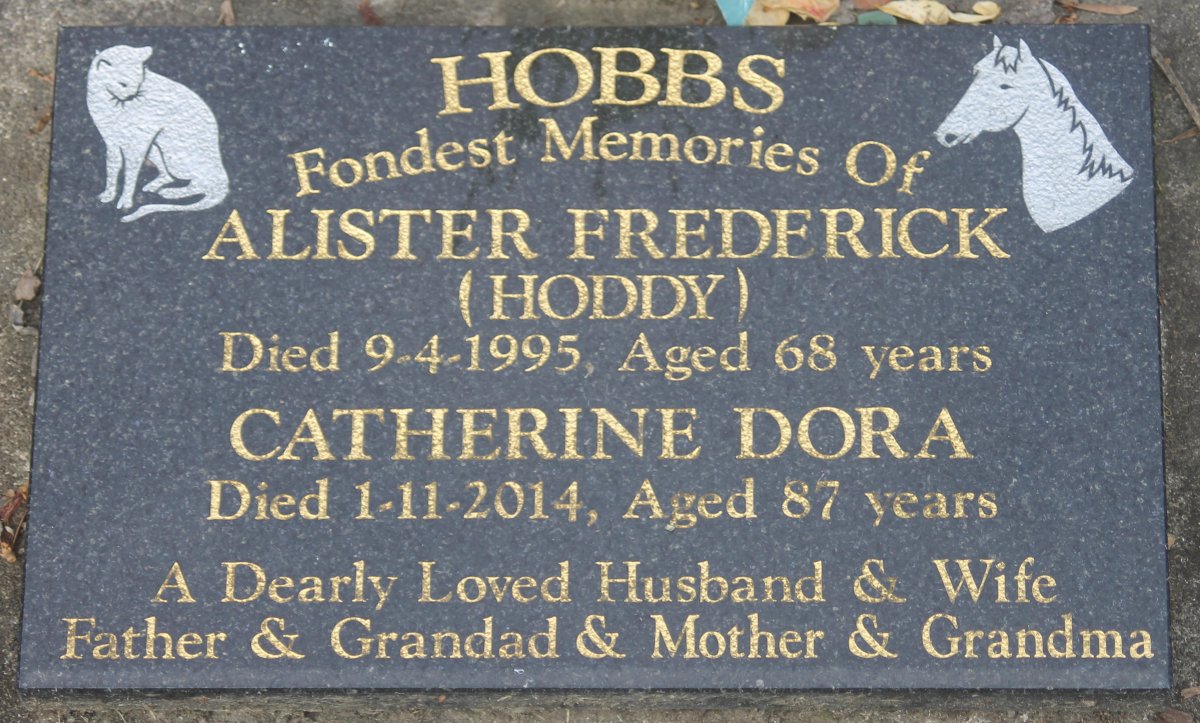 HOBBS
Fondest Memories Of
ALISTER FREDERICK
(HODDY)
Died 9-4-1995, Aged 68 years
CATHERINE DORA
Died 1-11-2014, Aged 87 years
A Dearly Loved Husband & Wife
Father & Grandad & Mother & Grandma